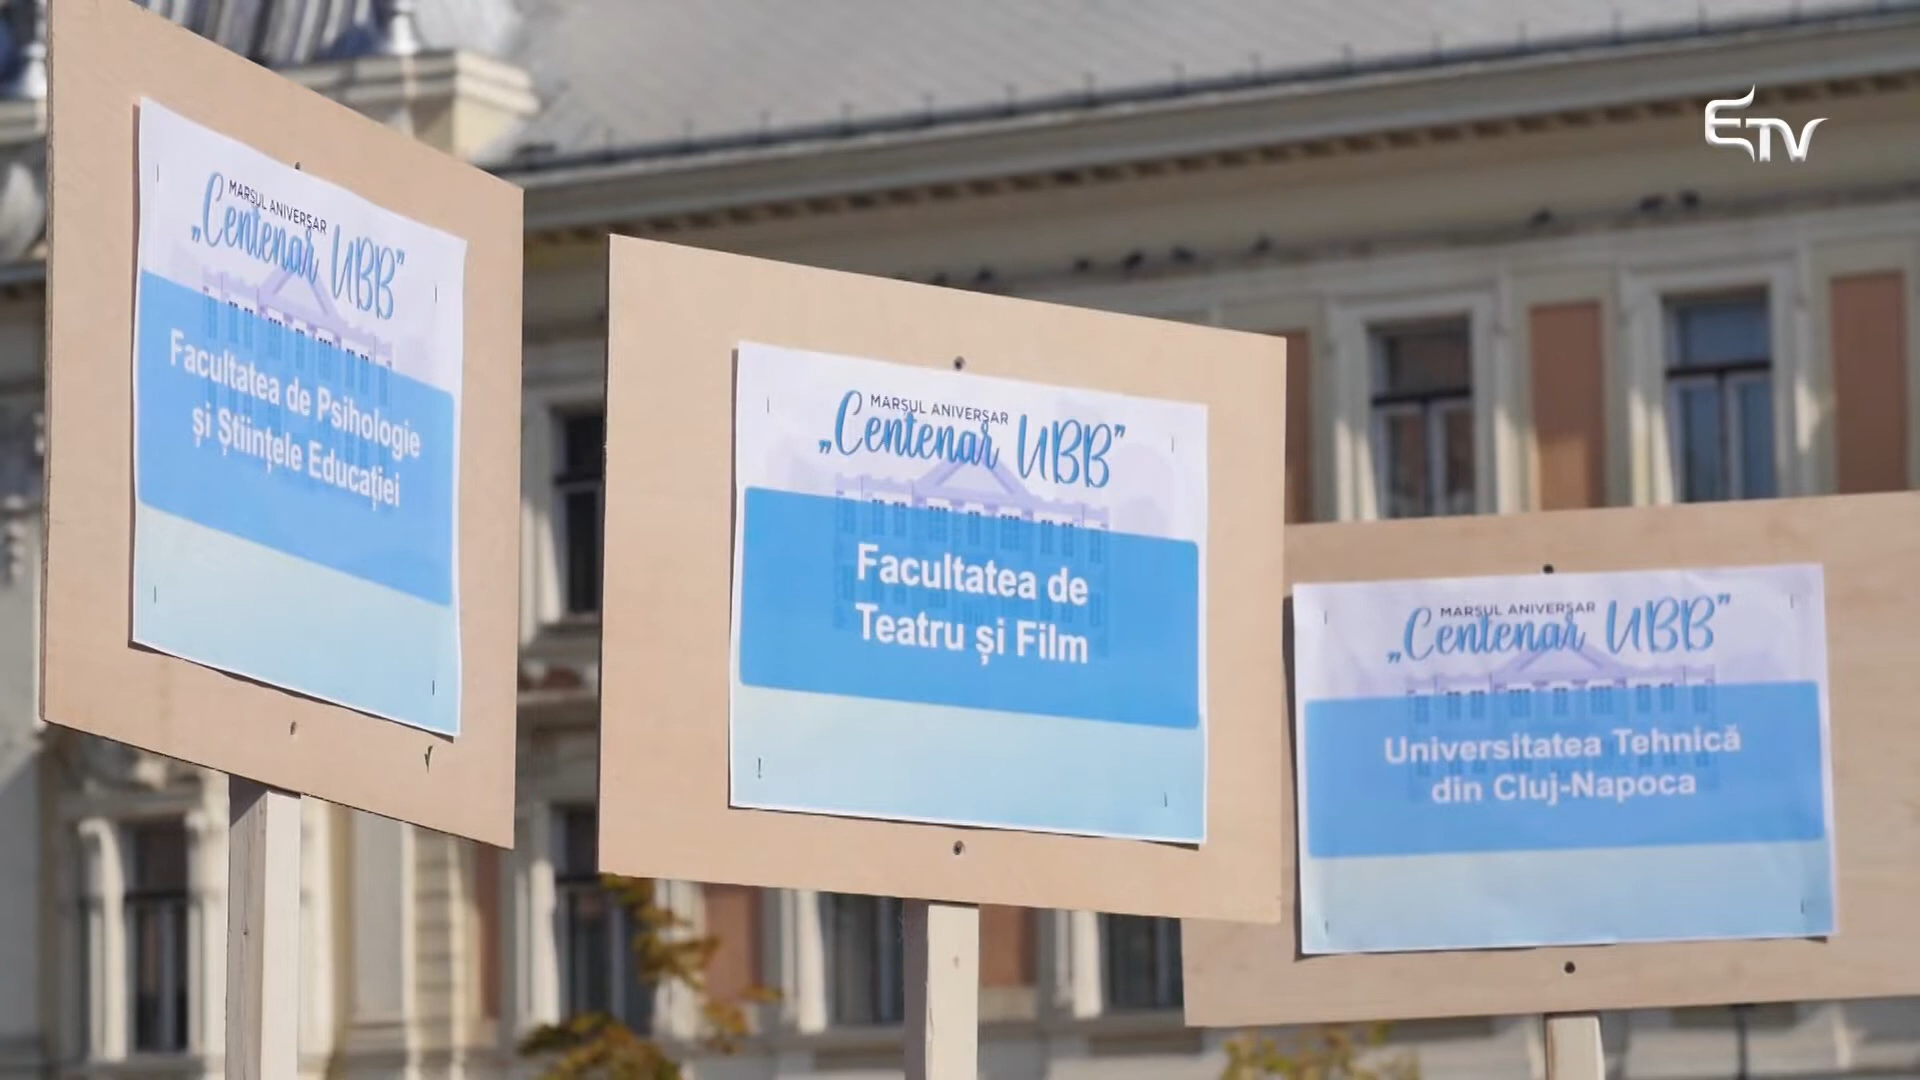 MARȘUL ANIVERSAR
„Centenar UBB”
Facultatea de Psihologie
și Științele Educației
MARȘUL ANIVERSAR
„Centenar UBB”
Facultatea de
Teatru și Film
MARȘUL ANIVERSAR
„Centenar UBB”
Universitatea Tehnică
din Cluj-Napoca
ETV